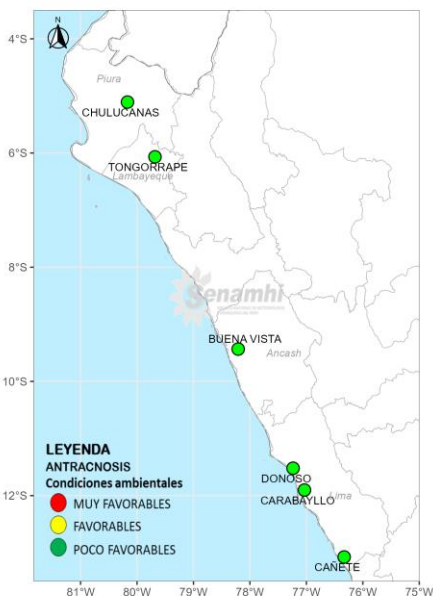 4°S
Piura
CHULUCANAS
6°S
TONGORRAPE
Lambayeque
8°S
Senamhi
BUENA VISTA
Ancash
10°S
LEYENDA
ANTRACNOSIS
Condiciones ambientales
MUY FAVORABLES
FAVORABLES
POCO FAVORABLES
DONOSO
CARABAYLLO
Lima
12°S
CAÑETE
81°W 80°W 79°W 78°W 77°W 76°W 75°W